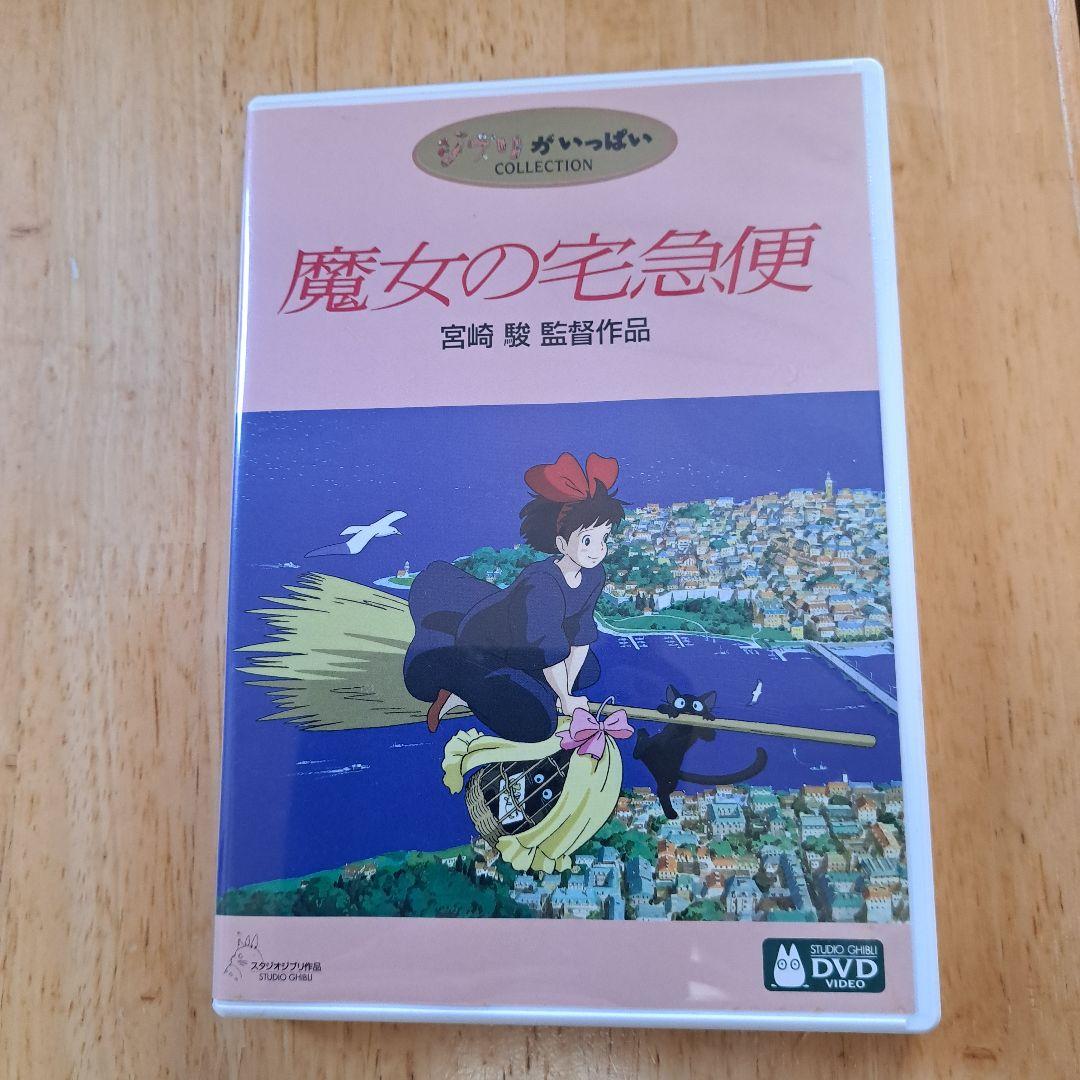 ジブリがいっぱい
COLLECTION
魔女の宅急便
宮崎 駿 監督作品
スタジオジブリ作品
STUDIO GHIBLI
STUDIO GHIBLI
DVD
VIDEO